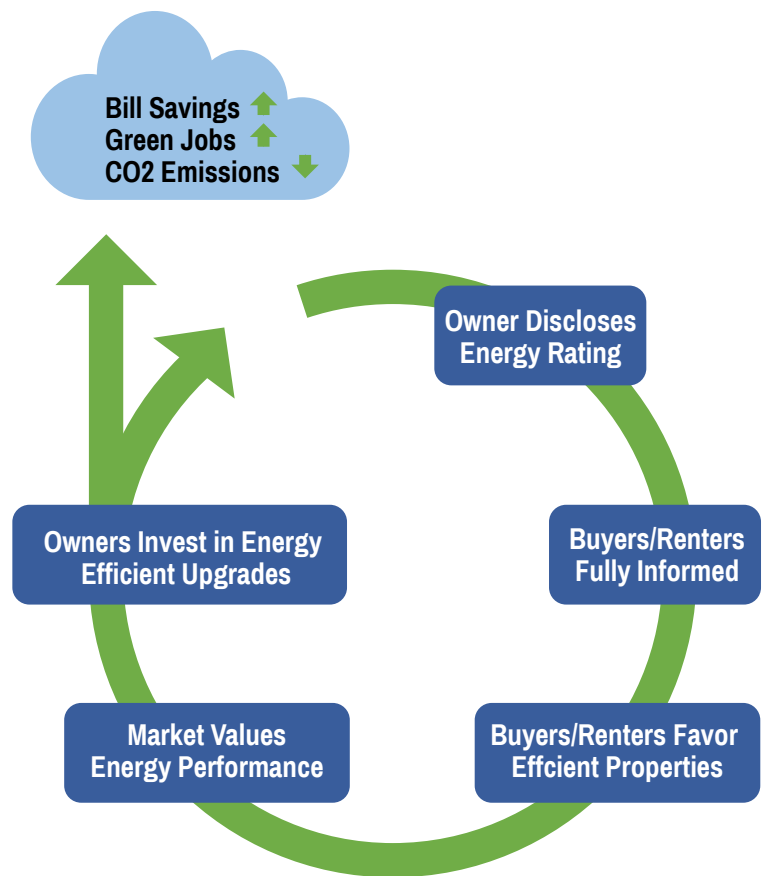 Bill Savings
Green Jobs
CO2 Emissions
Owner Discloses
Energy Rating
Buyers/Renters
Fully Informed
Buyers/Renters Favor
Effcient Properties
Market Values
Energy Performance
Owners Invest in Energy
Efficient Upgrades